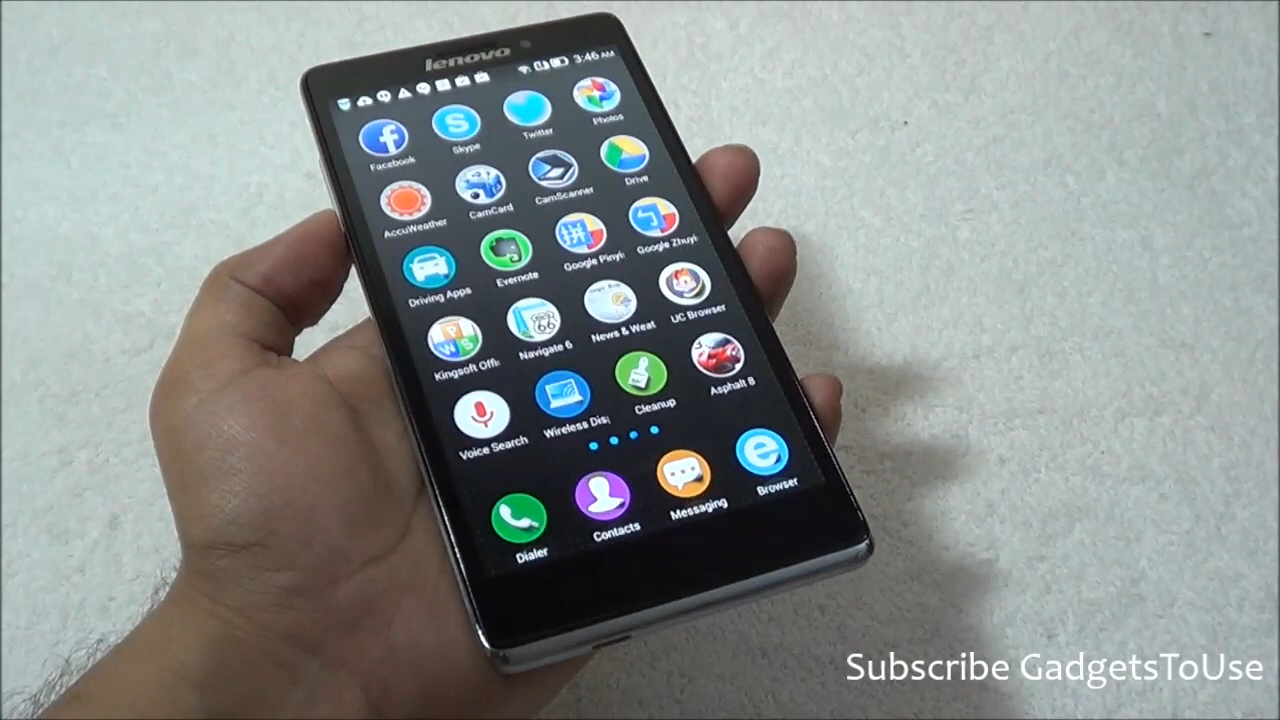 lenovo
3:46 AM
Facebook Skype Twitter Photos
AccuWeather CamCard CamScanner Drive
Driving Apps Evernote Google Pinyi Google Zhuyi
Kingsoft Offi Navigate 6 News & Weat UC Browser
Voice Search Wireless Disp Cleanup Asphalt 8
Dialer Contacts Messaging Browser
Subscribe GadgetsToUse